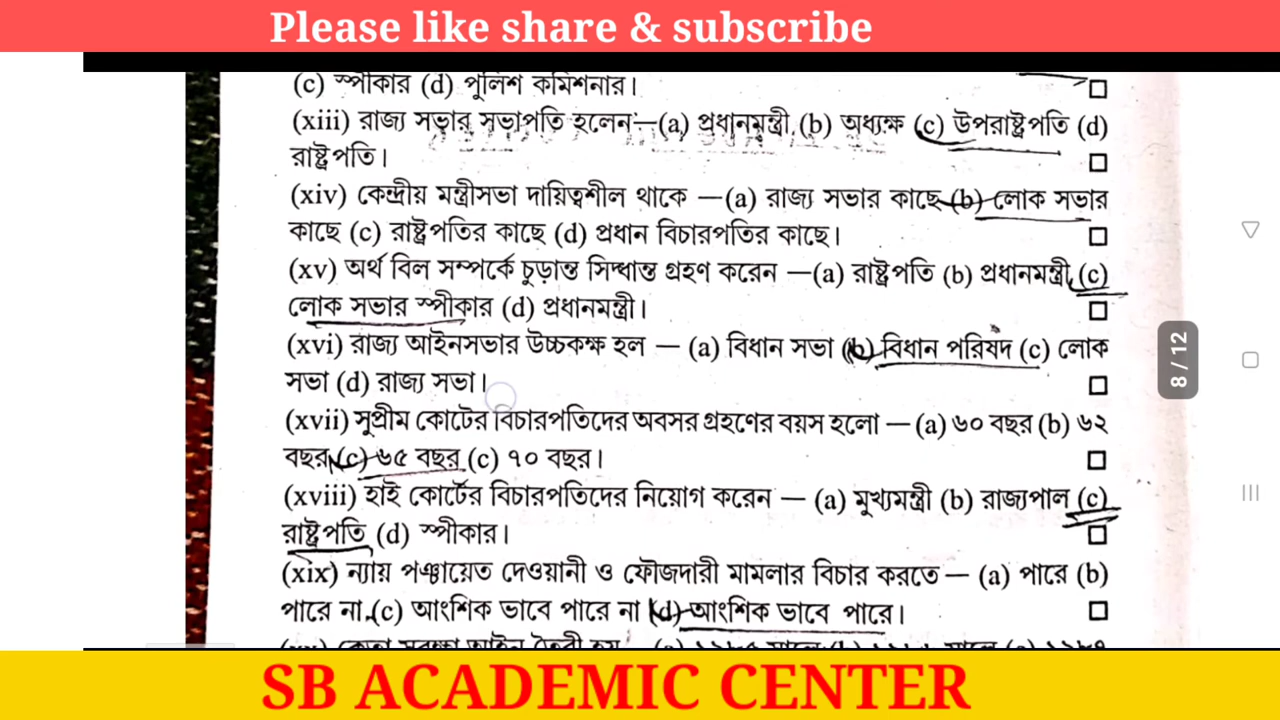 Please like share & subscribe
(c) স্পীকার (d) পুলিশ কমিশনার।
(xiii) রাজ্য সভার সভাপতি হলেন—(a) প্রধানমন্ত্রী (b) অধ্যক্ষ (c) উপরাষ্ট্রপতি (d)
রাষ্ট্রপতি।
(xiv) কেন্দ্রীয় মন্ত্রীসভা দায়িত্বশীল থাকে —(a) রাজ্য সভার কাছে (b) লোক সভার
কাছে (c) রাষ্ট্রপতির কাছে (d) প্রধান বিচারপতির কাছে।
(xv) অর্থ বিল সম্পর্কে চুড়ান্ত সিদ্ধান্ত গ্রহণ করেন —(a) রাষ্ট্রপতি (b) প্রধানমন্ত্রী (c)
লোক সভার স্পীকার (d) প্রধানমন্ত্রী।
(xvi) রাজ্য আইনসভার উচ্চকক্ষ হল — (a) বিধান সভা (b) বিধান পরিষদ (c) লোক
সভা (d) রাজ্য সভা।
(xvii) সুপ্রীম কোর্টের বিচারপতিদের অবসর গ্রহণের বয়স হলো — (a) ৬০ বছর (b) ৬২
বছর (c) ৬৫ বছর (c) ৭০ বছর।
(xviii) হাই কোর্টের বিচারপতিদের নিয়োগ করেন — (a) মুখ্যমন্ত্রী (b) রাজ্যপাল (c)
রাষ্ট্রপতি (d) স্পীকার।
(xix) ন্যায় পঞ্চায়েত দেওয়ানী ও ফৌজদারী মামলার বিচার করতে — (a) পারে (b)
পারে না (c) আংশিক ভাবে পারে না (d) আংশিক ভাবে পারে।
8 / 12
SB ACADEMIC CENTER